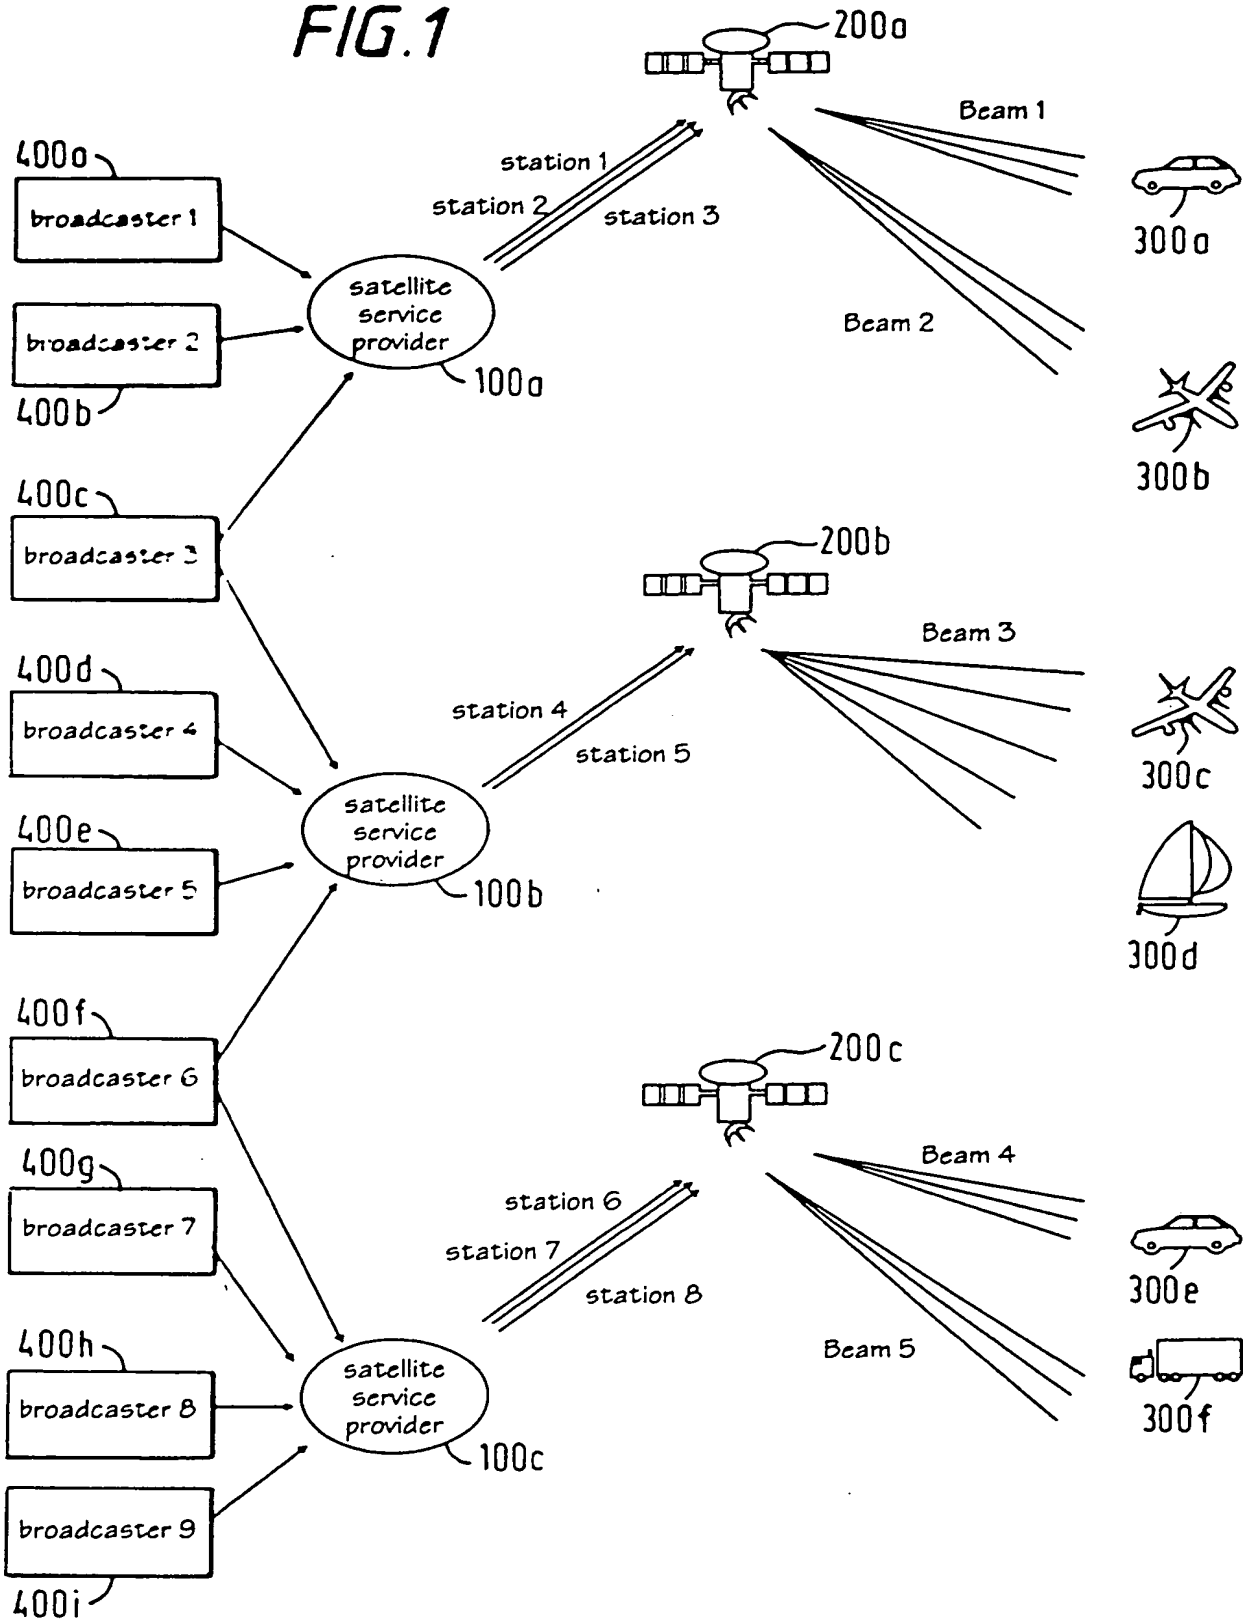 FIG.1
200a
Beam 1
400a
station 1
broadcaster 1
station 2
station 3
300a
satellite
service
provider
Beam 2
broadcaster 2
100a
400b
300b
400c
200b
broadcaster 3
Beam 3
400d
station 4
broadcaster 4
station 5
300c
satellite
service
provider
400e
broadcaster 5
100b
300d
400f
200c
broadcaster 6
Beam 4
400g
station 6
broadcaster 7
station 7
station 8
300e
400h
Beam 5
satellite
service
provider
broadcaster 8
300f
100c
broadcaster 9
400i